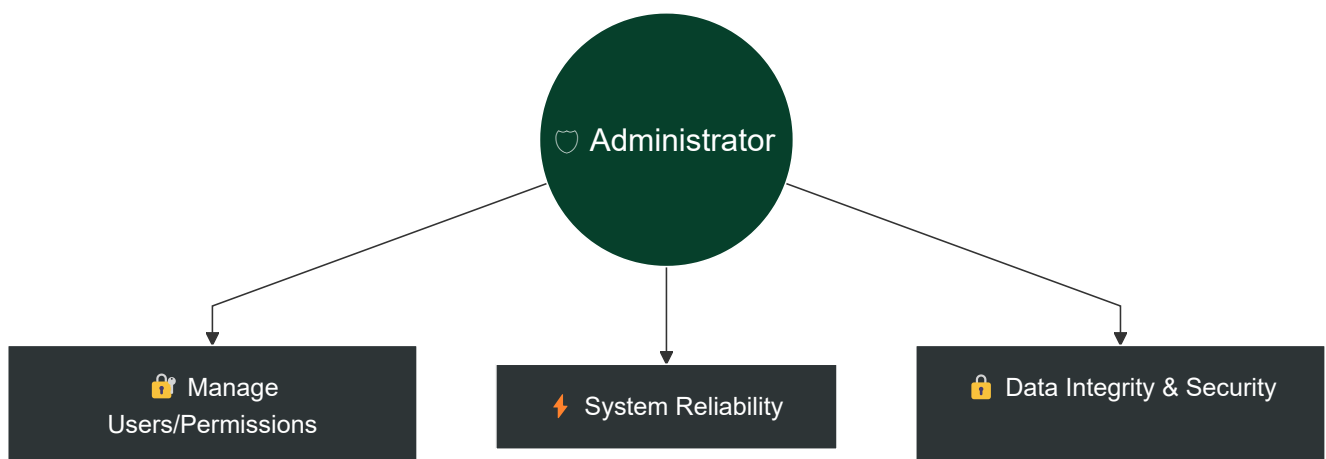 🛡 Administrator
🔐 Manage
Users/Permissions
⚡ System Reliability
🔒 Data Integrity & Security